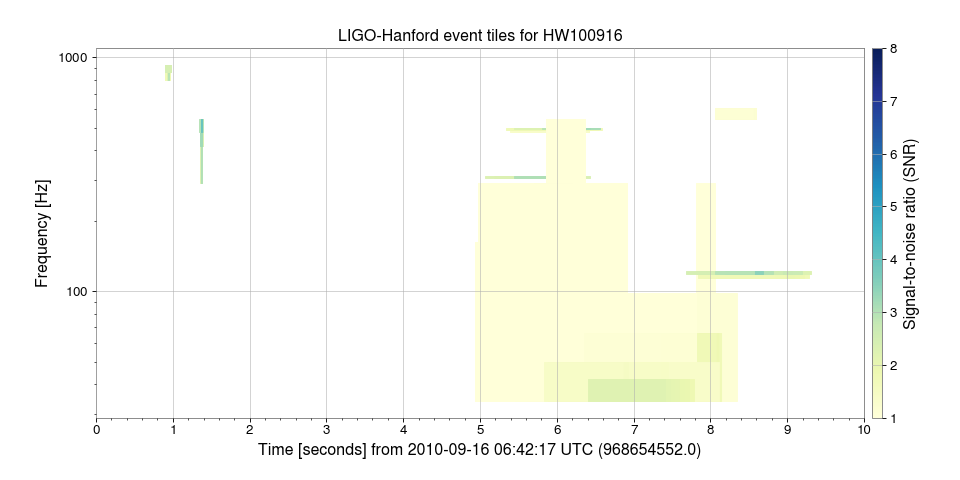 LIGO-Hanford event tiles for HW100916
1000
100
Frequency [Hz]
0 1 2 3 4 5 6 7 8 9 10
Time [seconds] from 2010-09-16 06:42:17 UTC (968654552.0)
8
7
6
5
4
3
2
1
Signal-to-noise ratio (SNR)